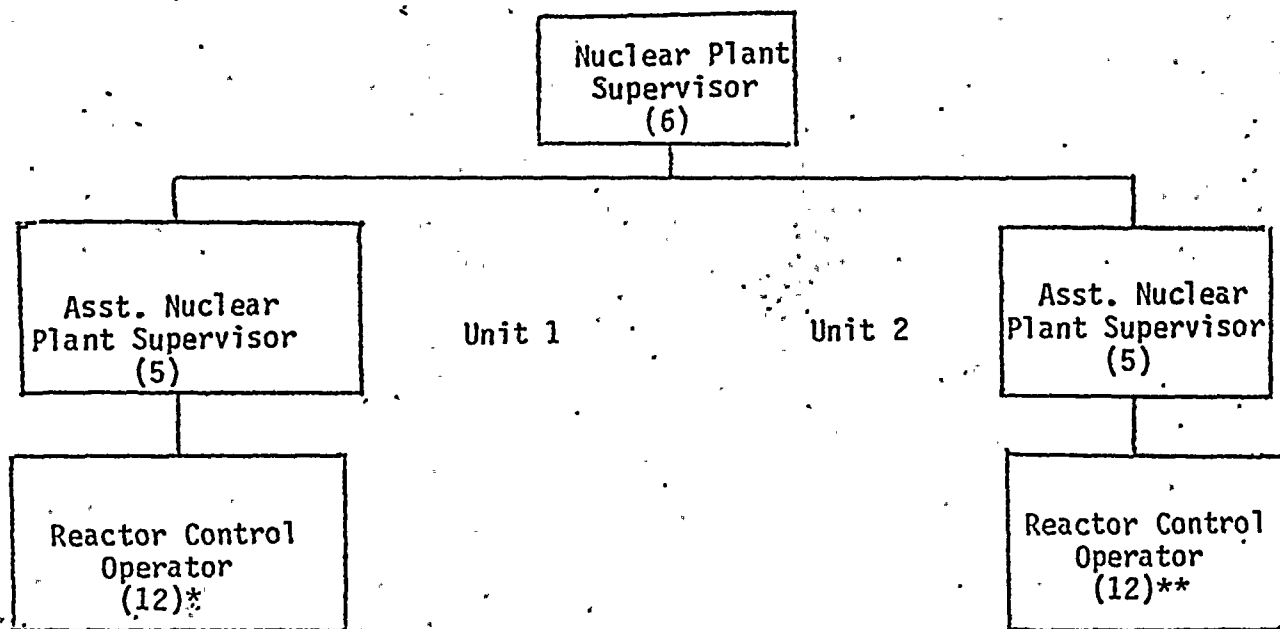 Nuclear Plant
Supervisor
(6)
Asst. Nuclear
Plant Supervisor
(5)
Unit 1
Unit 2
Asst. Nuclear
Plant Supervisor
(5)
Reactor Control
Operator
(12)*
Reactor Control
Operator
(12)**